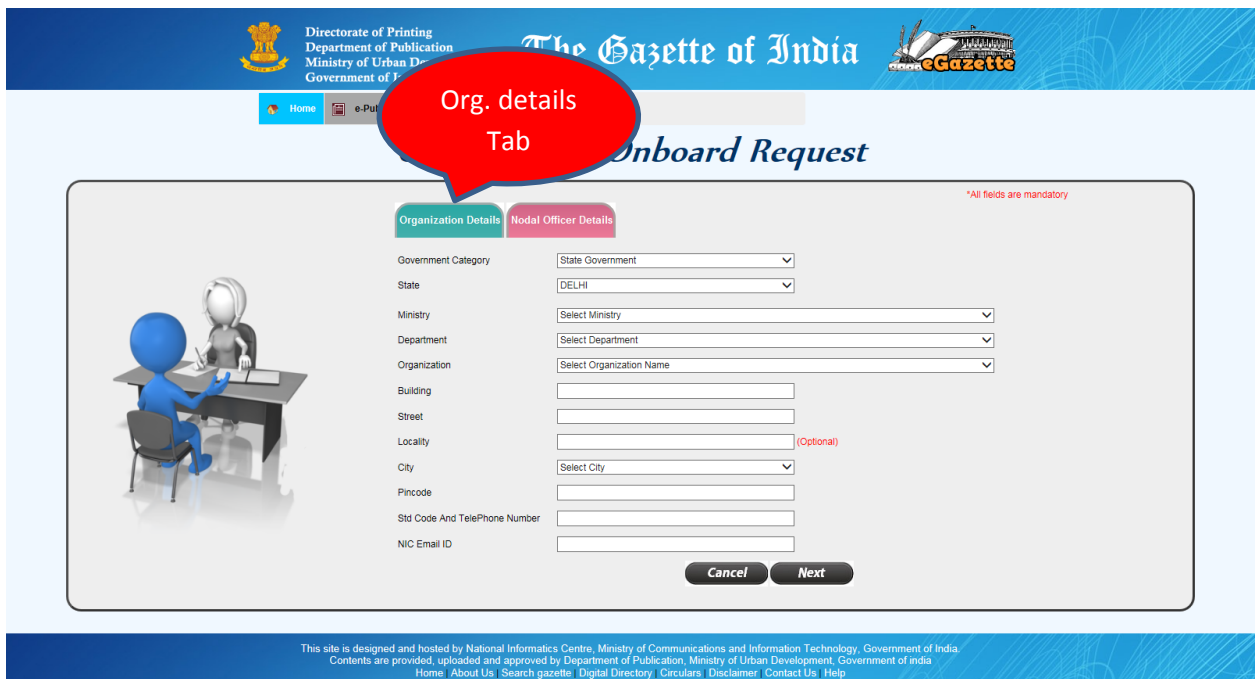 Directorate of Printing
Department of Publication
Ministry of Urban
Government of
The Gazette of India
eGazette
Home
Org. details
Tab
Onboard Request
*All fields are mandatory
Organization Details Nodal Officer Details
Government Category State Government
State DELHI
Ministry Select Ministry
Department Select Department
Organization Select Organization Name
Building
Street
Locality (Optional)
City Select City
Pincode
Std Code And TelePhone Number
NIC Email ID
Cancel Next
This site is designed and hosted by National Informatics Centre, Ministry of Communications and Information Technology, Government of India.
Contents are provided, uploaded and approved by Department of Publication, Ministry of Urban Development, Government of india
Home | About Us | Search gazette | Digital Directory | Circulars | Disclaimer | Contact Us | Help